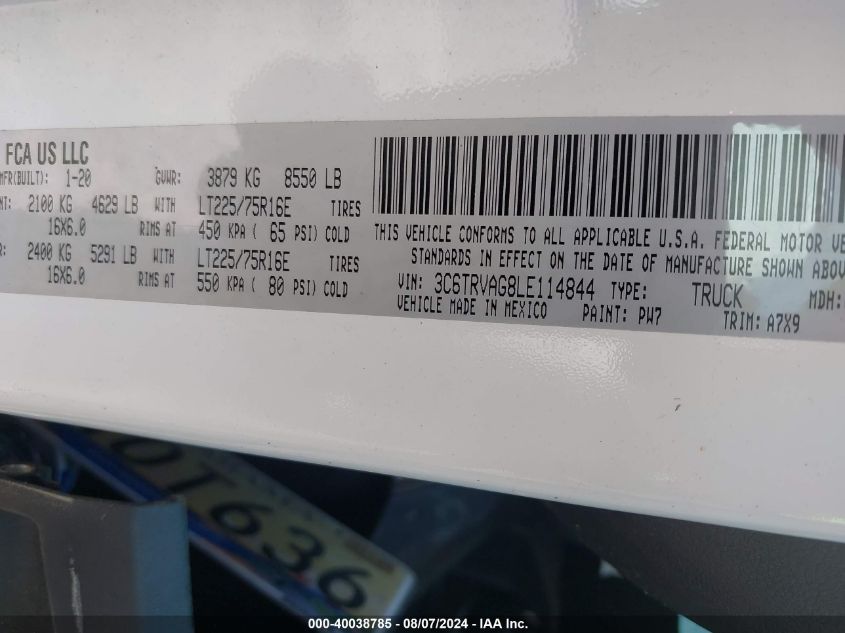 FCA US LLC
MFR(BUILT): 1-20 GVWR: 3879 KG 8550 LB
NT: 2100 KG 4629 LB WITH LT225/75R16E TIRES
16X6.0 RIMS AT 450 KPA ( 65 PSI) COLD
R: 2400 KG 5291 LB WITH LT225/75R16E TIRES
16X6.0 RIMS AT 550 KPA ( 80 PSI) COLD
THIS VEHICLE CONFORMS TO ALL APPLICABLE U.S.A. FEDERAL MOTOR VE
STANDARDS IN EFFECT ON THE DATE OF MANUFACTURE SHOWN ABOV
VIN: 3C6TRVAG8LE114844 TYPE: TRUCK MDH:
VEHICLE MADE IN MEXICO PAINT: PW7 TRIM: A7X9
0T636
000-40038785 - 08/07/2024 - IAA Inc.